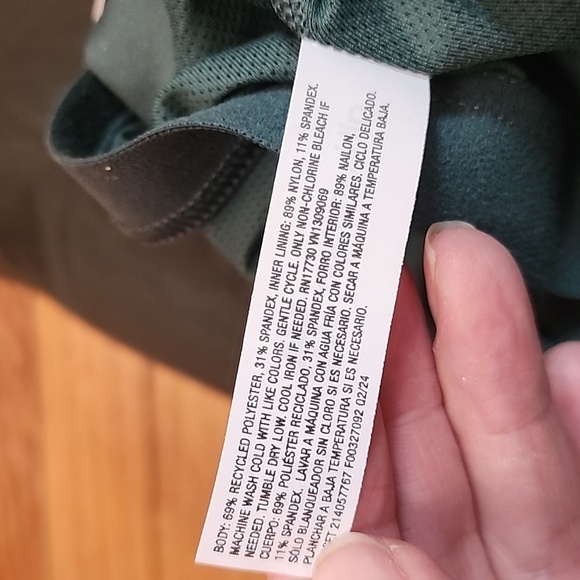 BODY: 69% RECYCLED POLYESTER, 31% SPANDEX, INNER LINING: 89% NYLON, 11% SPANDEX.
MACHINE WASH COLD WITH LIKE COLORS. GENTLE CYCLE. ONLY NON-CHLORINE BLEACH IF
NEEDED. TUMBLE DRY LOW. COOL IRON IF NEEDED. RN17730 VN1309069
CUERPO: 69% POLIÉSTER RECICLADO, 31% SPANDEX, FORRO INTERIOR: 89% NAILON,
11% SPANDEX. LAVAR A MÁQUINA CON AGUA FRÍA CON COLORES SIMILARES. CICLO DELICADO.
SÓLO BLANQUEADOR SIN CLORO SI ES NECESARIO. SECAR A MÁQUINA A TEMPERATURA BAJA.
PLANCHAR A BAJA TEMPERATURA SI ES NECESARIO.
214057767 F00327092 02/24